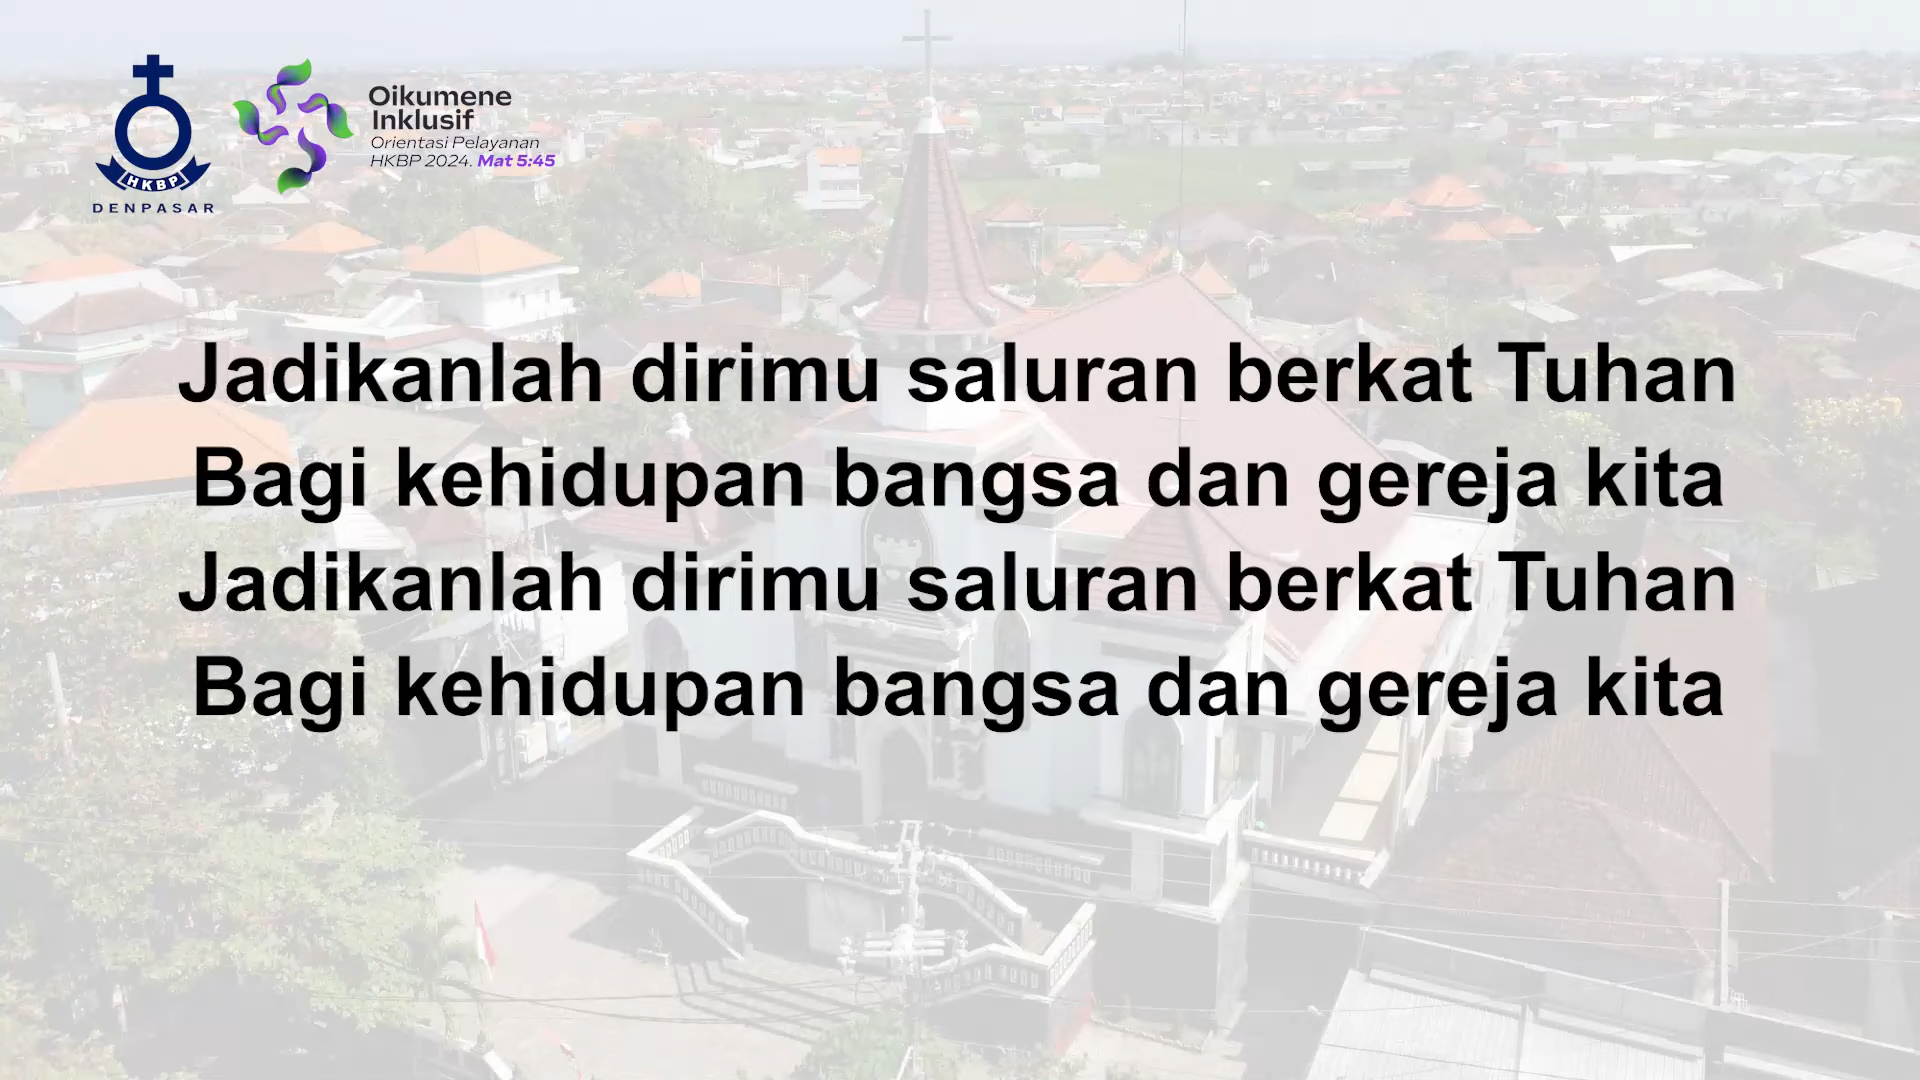 HKBP
DENPASAR
Oikumene
Inklusif
Orientasi Pelayanan
HKBP 2024. Mat 5:45
Jadikanlah dirimu saluran berkat Tuhan
Bagi kehidupan bangsa dan gereja kita
Jadikanlah dirimu saluran berkat Tuhan
Bagi kehidupan bangsa dan gereja kita